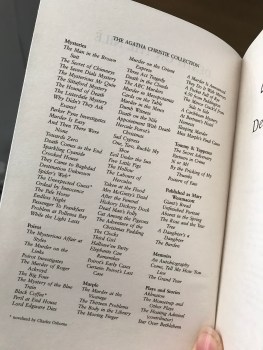 THE AGATHA CHRISTIE COLLECTION
Mysteries
The Man in the Brown
Suit
The Secret of Chimneys
The Seven Dials Mystery
The Mysterious Mr Quin
The Sittaford Mystery
The Hound of Death
The Listerdale Mystery
Why Didn't They Ask
Evans?
Parker Pyne Investigates
Murder Is Easy
And Then There Were
None
Towards Zero
Death Comes as the End
Sparkling Cyanide
Crooked House
They Came to Baghdad
Destination Unknown
Spider's Web*
The Unexpected Guest*
Ordeal by Innocence
The Pale Horse
Endless Night
Passenger To Frankfurt
Problem at Pollensa Bay
While the Light Lasts
Poirot
The Mysterious Affair at
Styles
The Murder on the
Links
Poirot Investigates
The Murder of Roger
Ackroyd
The Big Four
The Mystery of the Blue
Train
Black Coffee*
Peril at End House
Lord Edgware Dies
* novelised by Charles Osborne
Murder on the Orient
Express
Three Act Tragedy
Death in the Clouds
The ABC Murders
Murder in Mesopotamia
Cards on the Table
Murder in the Mews
Dumb Witness
Death on the Nile
Appointment With Death
Hercule Poirot's
Christmas
Sad Cypress
One, Two, Buckle My
Shoe
Evil Under the Sun
Five Little Pigs
The Hollow
The Labours of
Hercules
Taken at the Flood
Mrs McGinty's Dead
After the Funeral
Hickory Dickory Dock
Dead Man's Folly
Cat Among the Pigeons
The Adventure of the
Christmas Pudding
The Clocks
Third Girl
Hallowe'en Party
Elephants Can
Remember
Poirot's Early Cases
Curtain: Poirot's Last
Case
Marple
The Murder at the
Vicarage
The Thirteen Problems
The Body in the Library
The Moving Finger
A Murder Is Announced
They Do It With Mirrors
A Pocket Full of Rye
4.50 from Paddington
The Mirror Crack'd
A Caribbean Mystery
At Bertram's Hotel
Nemesis
Sleeping Murder
Miss Marple's Final Cases
Tommy & Tuppence
The Secret Adversary
Partners in Crime
N or M?
By the Pricking of My
Thumbs
Postern of Fate
Published as Mary
Westmacott
Giant's Bread
Unfinished Portrait
Absent in the Spring
The Rose and the Yew
Tree
A Daughter's a
Daughter
The Burden
Memoirs
An Autobiography
Come, Tell Me How You
Live
The Grand Tour
Plays and Stories
Akhnaton
The Mousetrap and
Other Plays
The Floating Admiral
(contributor)
Star Over Bethlehem